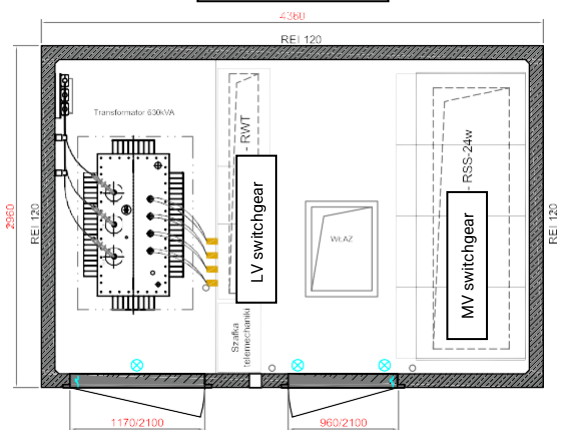 4360
REI 120
Transformator 630kVA
- RWT
- RSS-24w
2960
REI 120
LV switchgear
WŁAZ
MV switchgear
REI 120
Szafka
telemechaniki
1170/2100
960/2100